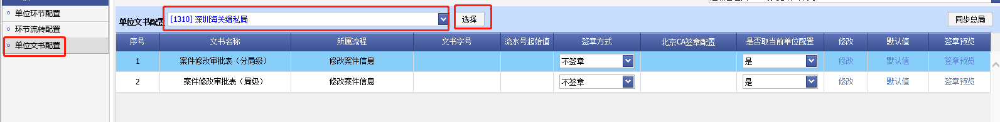 单位环节配置
环节流转配置
单位文书配置
单位文书配置 [1310] 深圳海关缉私局 选择 同步总局
序号 文书名称 所属流程 文书字号 流水号起始值 签章方式 北京CA签章配置 是否取当前单位配置 修改 默认值 签章预览
1 案件修改审批表（分局级） 修改案件信息 不签章 是 修改 默认值 签章预览
2 案件修改审批表（局级） 修改案件信息 不签章 是 修改 默认值 签章预览